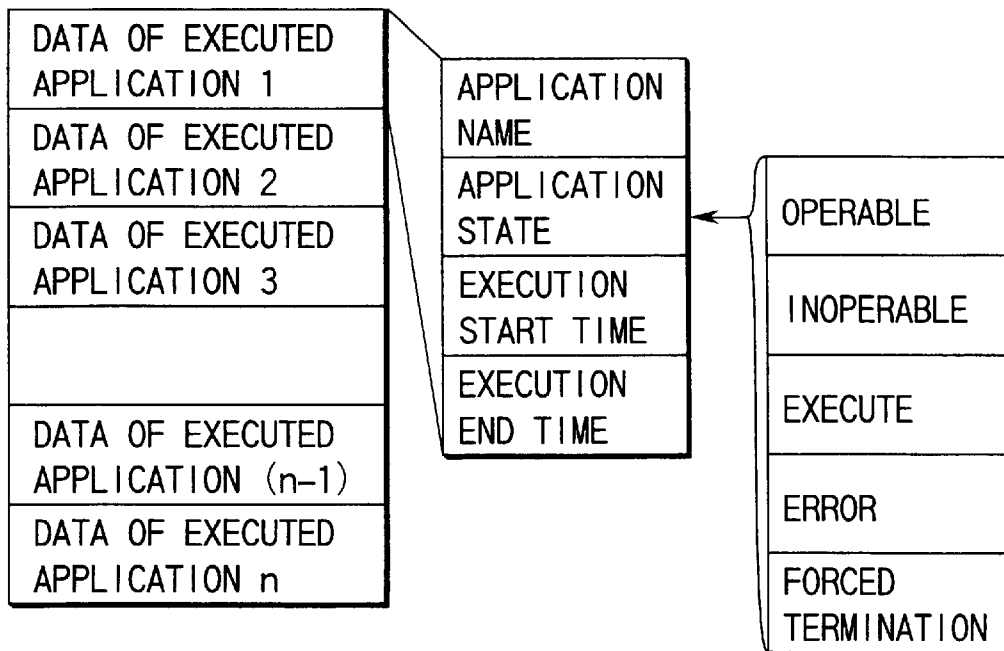 DATA OF EXECUTED
APPLICATION 1
DATA OF EXECUTED
APPLICATION 2
DATA OF EXECUTED
APPLICATION 3
DATA OF EXECUTED
APPLICATION (n-1)
DATA OF EXECUTED
APPLICATION n
APPLICATION
NAME
APPLICATION
STATE
EXECUTION
START TIME
EXECUTION
END TIME
OPERABLE
INOPERABLE
EXECUTE
ERROR
FORCED
TERMINATION